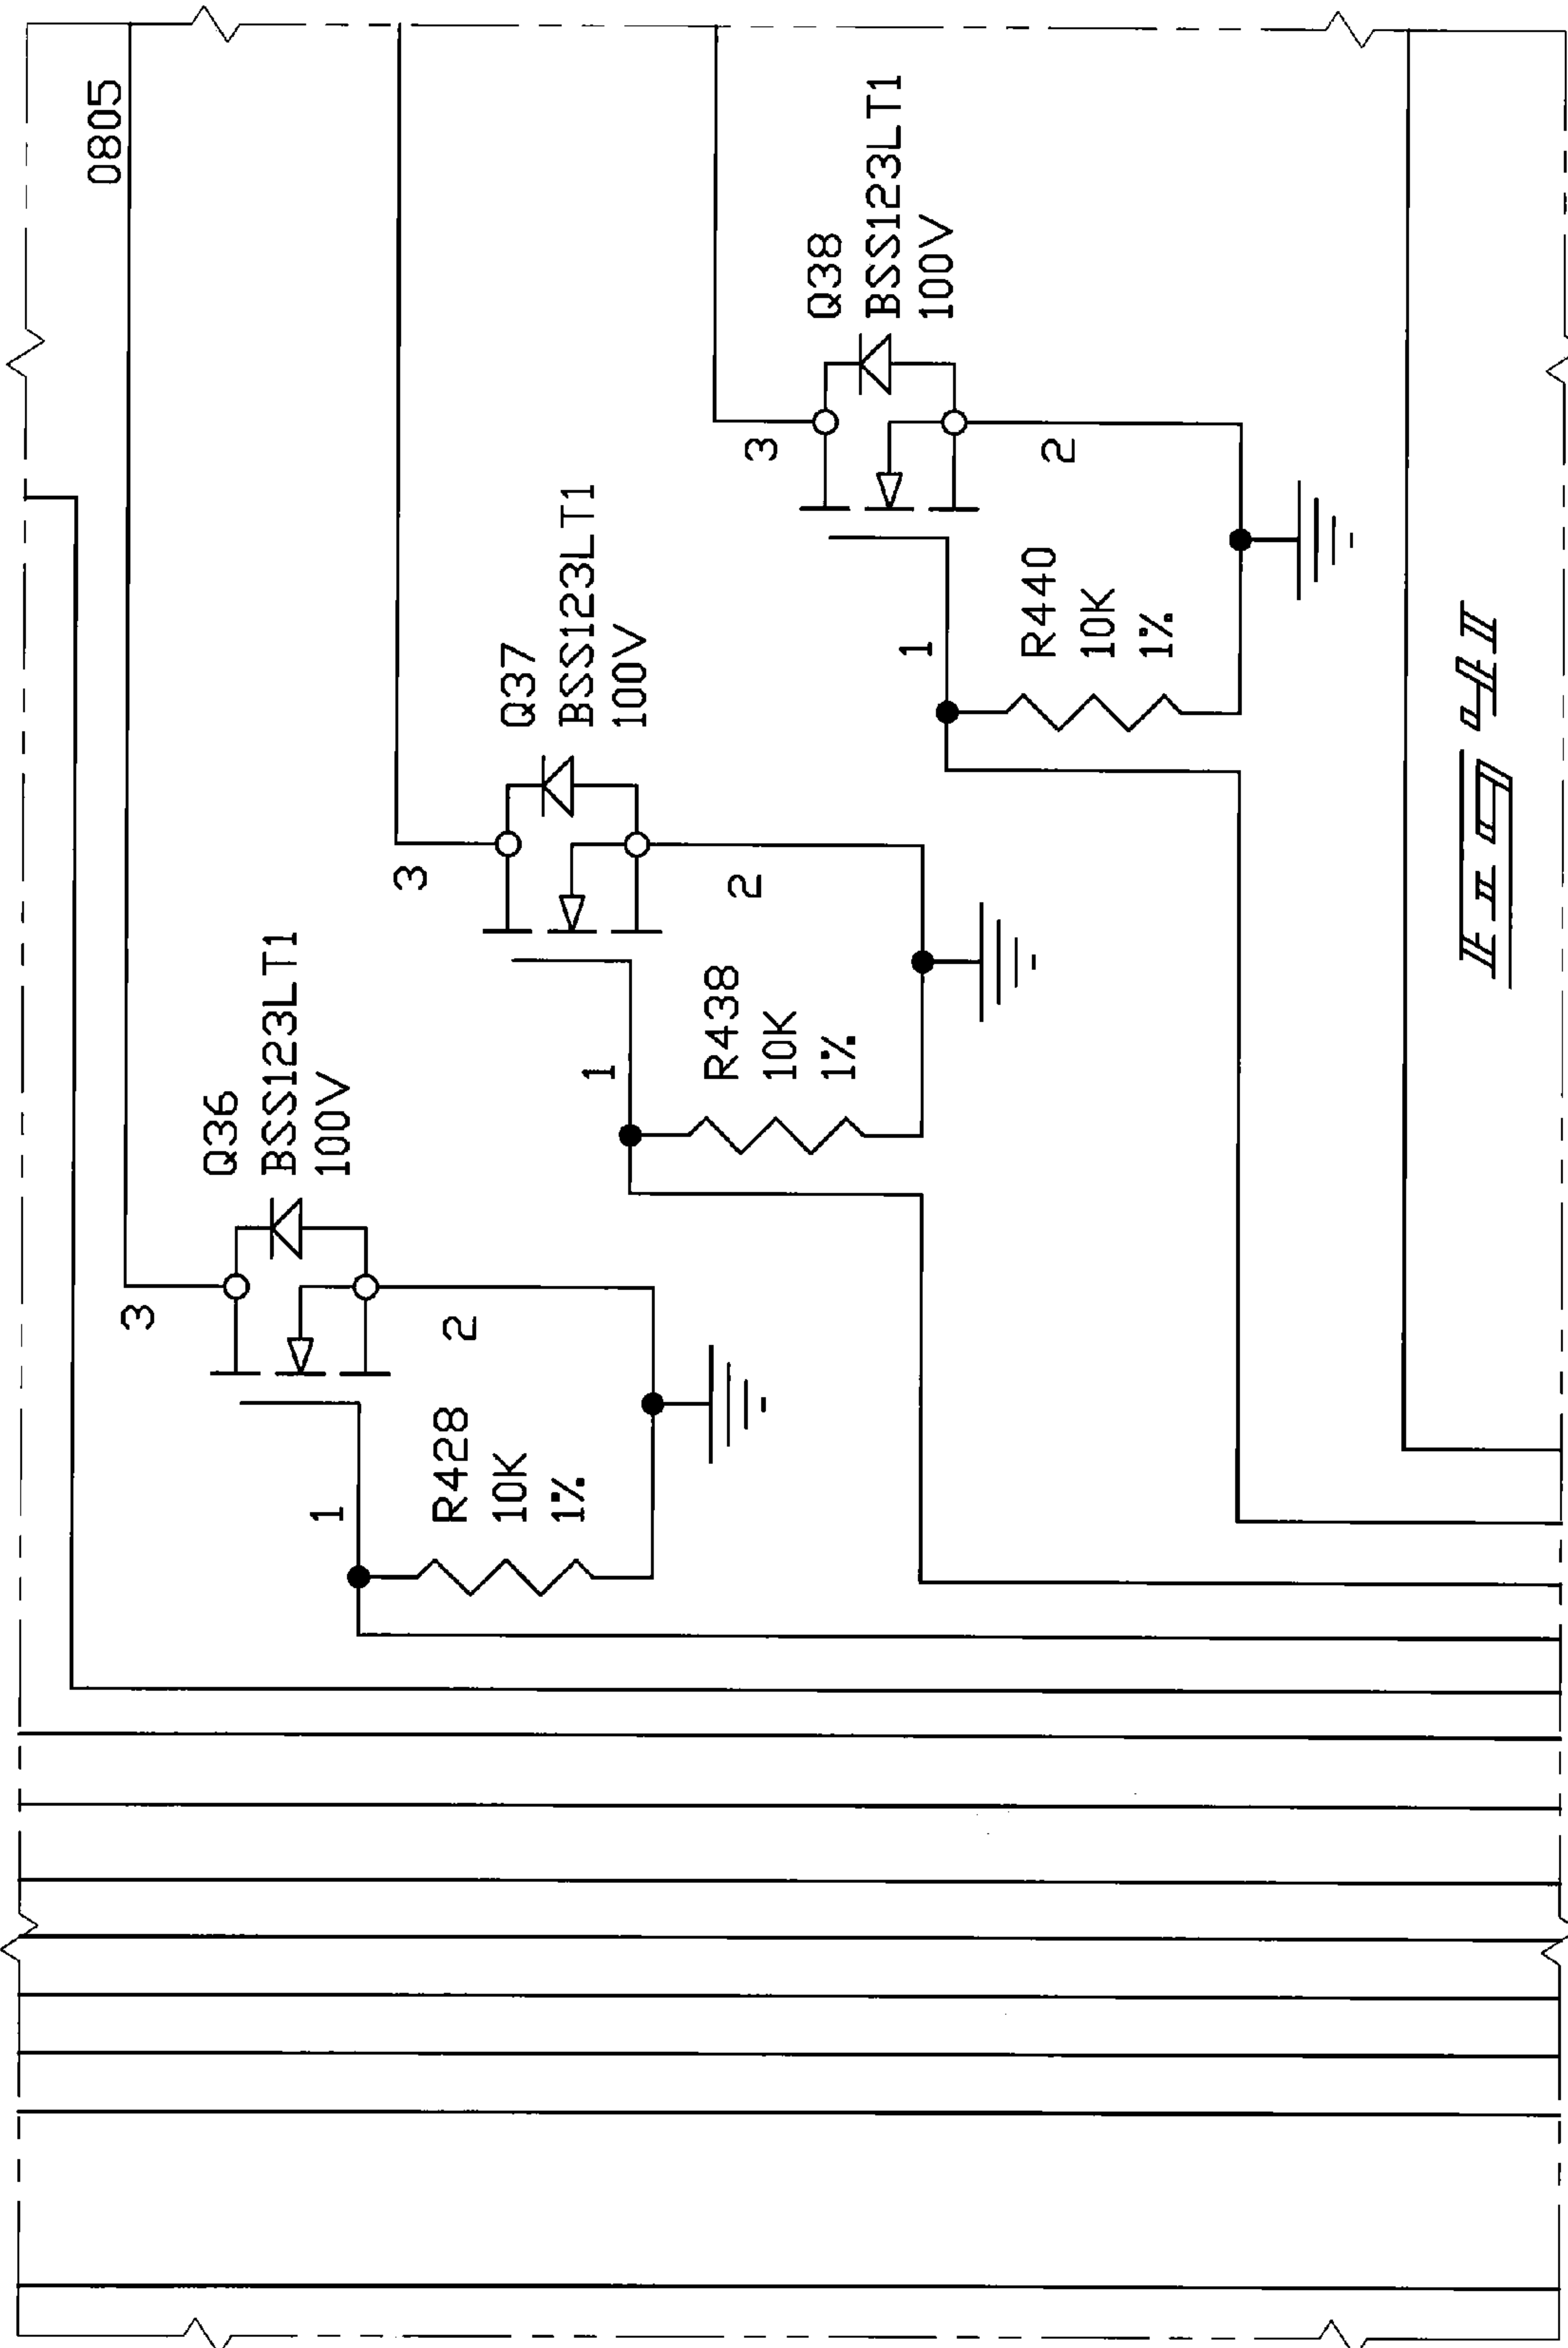 0805
3
Q36
BSS123LT1
100V
1
2
R428
10K
1%
3
Q37
BSS123LT1
100V
1
2
R438
10K
1%
3
Q38
BSS123LT1
100V
1
2
R440
10K
1%
FIG 4I